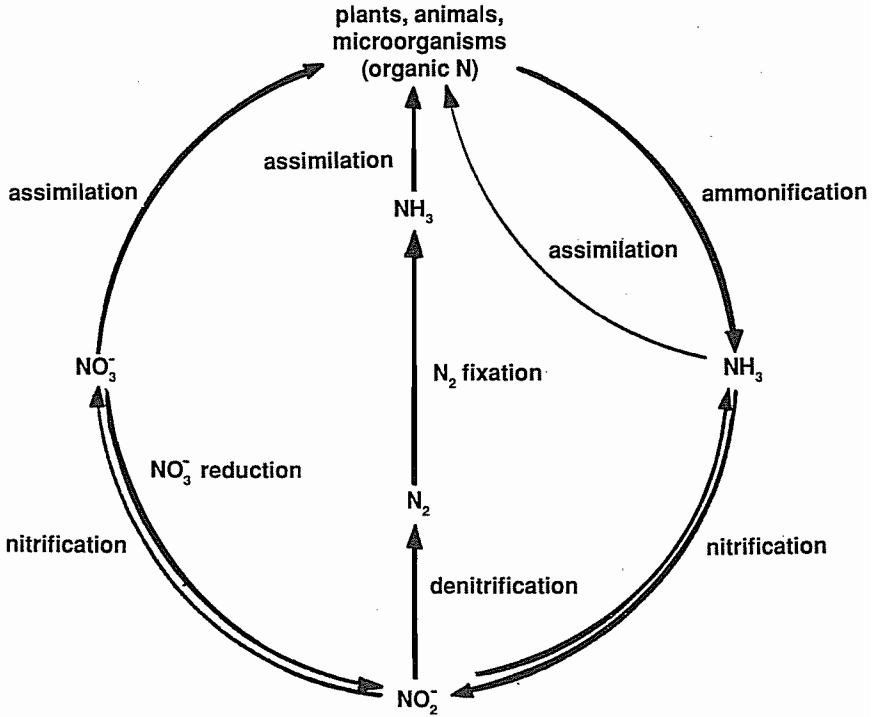 plants, animals,
microorganisms
(organic N)
assimilation
assimilation
ammonification
NH₃
assimilation
NO₃⁻
N₂ fixation
NH₃
NO₃⁻ reduction
N₂
nitrification
nitrification
denitrification
NO₂⁻